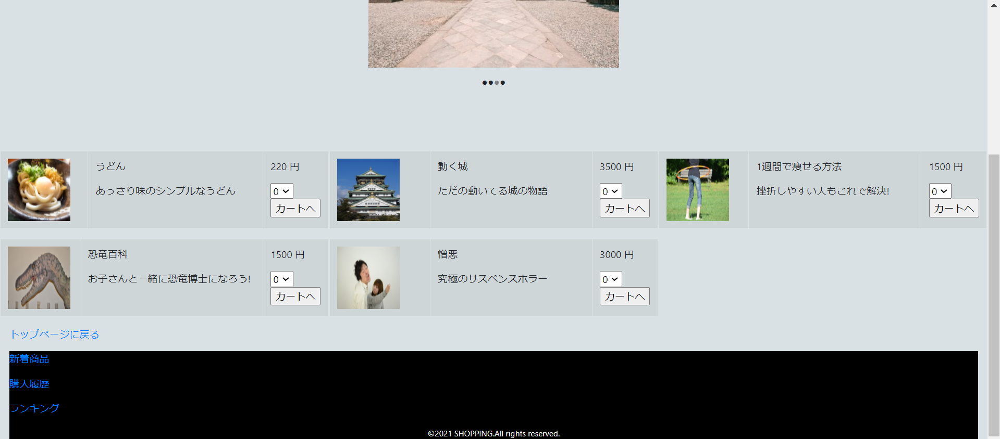 うどん
あっさり味のシンプルなうどん
220 円
0
カートへ
動く城
ただの動いてる城の物語
3500 円
0
カートへ
1週間で痩せる方法
挫折しやすい人もこれで解決!
1500 円
0
カートへ
恐竜百科
お子さんと一緒に恐竜博士になろう!
1500 円
0
カートへ
憎悪
究極のサスペンスホラー
3000 円
0
カートへ
トップページに戻る
新着商品
購入履歴
ランキング
©2021 SHOPPING.All rights reserved.